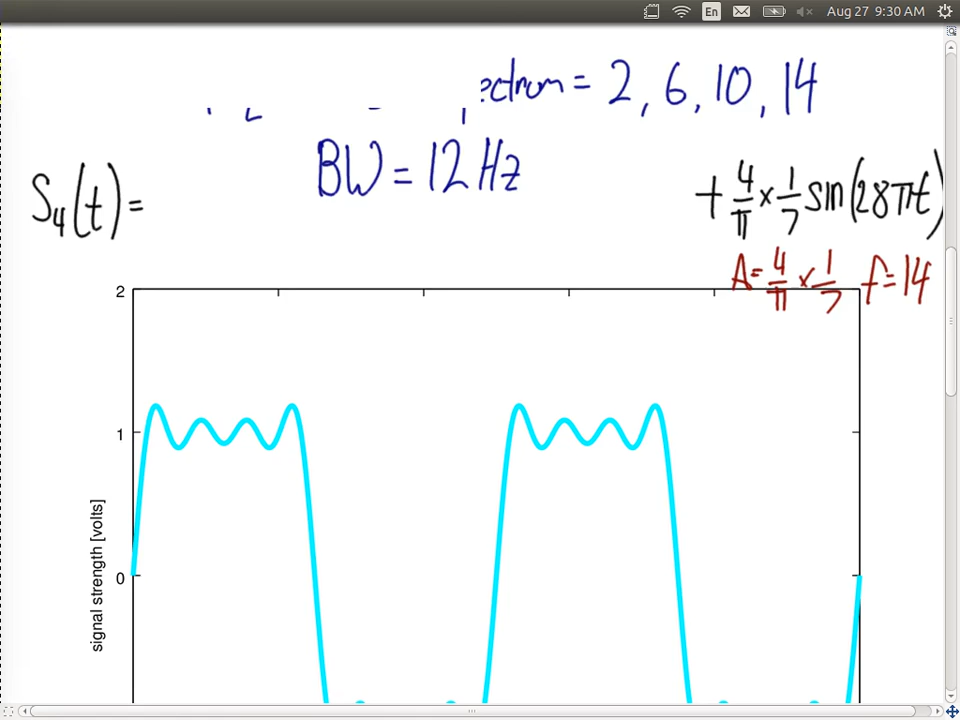 En Aug 27 9:30 AM
= 2, 6, 10, 14
BW = 12 Hz
S₄(t) = + 4/π × 1/7 sin(28πt)
A = 4/π × 1/7 f = 14
2
1
0
signal strength [volts]